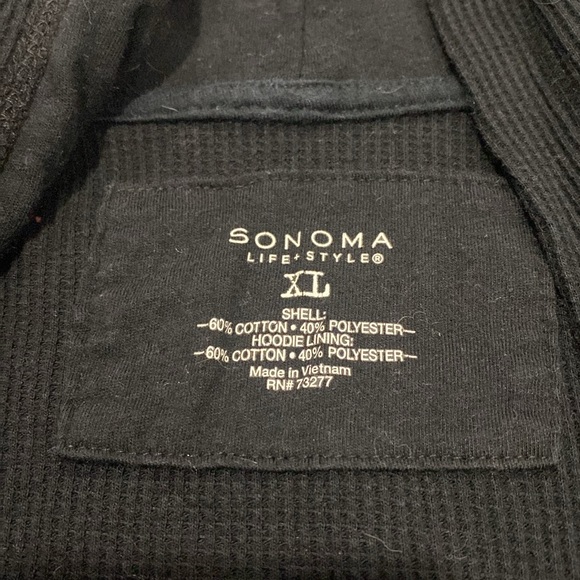 SONOMA
LIFE+STYLE®
XL
SHELL:
—60% COTTON • 40% POLYESTER—
HOODIE LINING:
—60% COTTON • 40% POLYESTER—
Made in Vietnam
RN# 73277